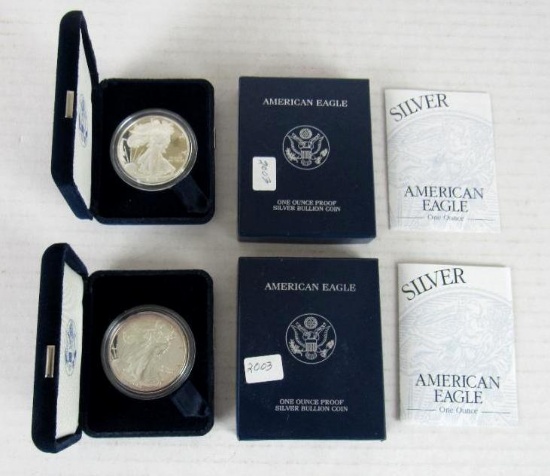 AMERICAN EAGLE
ONE OUNCE PROOF
SILVER BULLION COIN
SILVER
AMERICAN
EAGLE
One Ounce
AMERICAN EAGLE
2003
ONE OUNCE PROOF
SILVER BULLION COIN
SILVER
AMERICAN
EAGLE
One Ounce